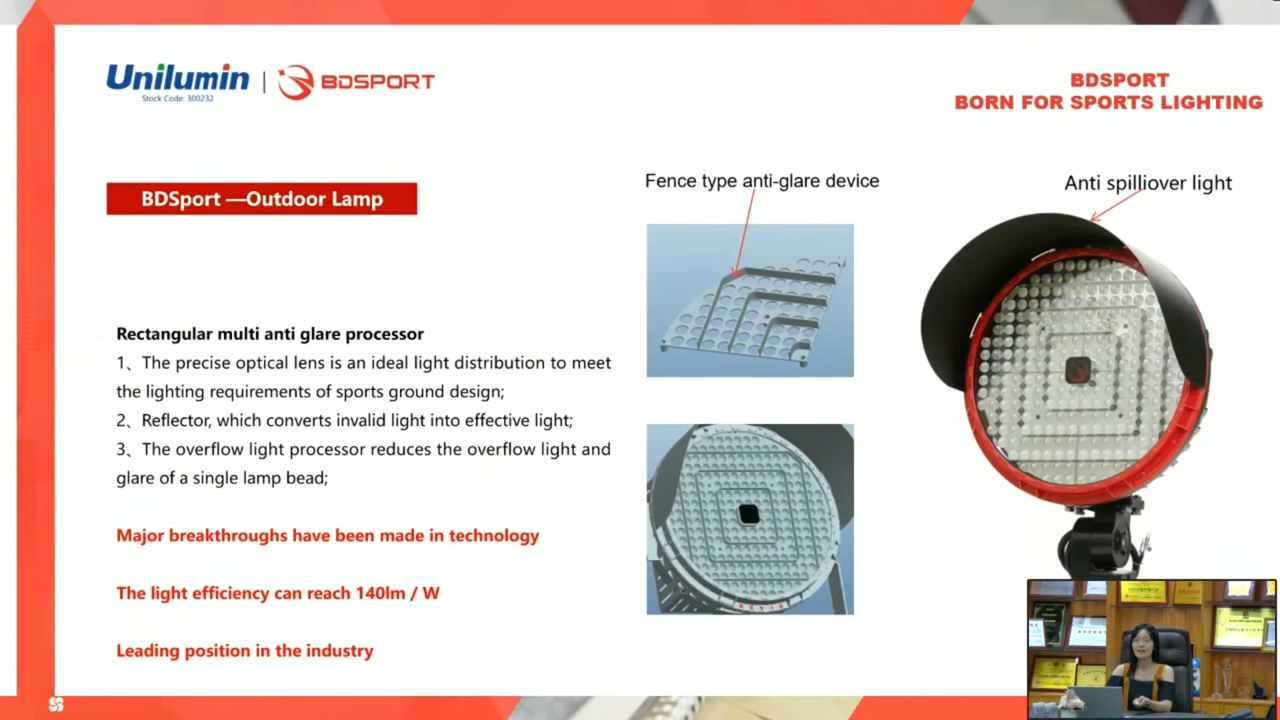 Unilumin
Stock Code: 300232
BDSPORT
BDSPORT
BORN FOR SPORTS LIGHTING
BDSport —Outdoor Lamp
Fence type anti-glare device
Anti spilliover light
Rectangular multi anti glare processor
1、The precise optical lens is an ideal light distribution to meet
the lighting requirements of sports ground design;
2、Reflector, which converts invalid light into effective light;
3、The overflow light processor reduces the overflow light and
glare of a single lamp bead;
Major breakthroughs have been made in technology
The light efficiency can reach 140lm / W
Leading position in the industry